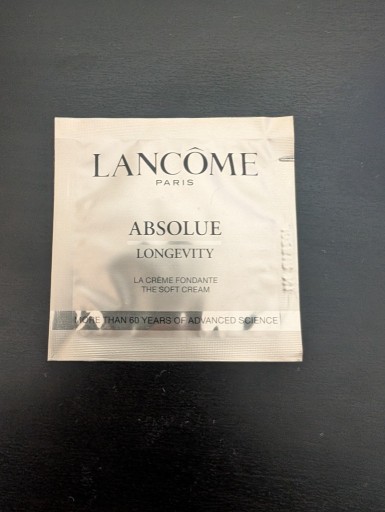 LANCÔME
PARIS
ABSOLUE
LONGEVITY
LA CRÈME FONDANTE
THE SOFT CREAM
MORE THAN 60 YEARS OF ADVANCED SCIENCE